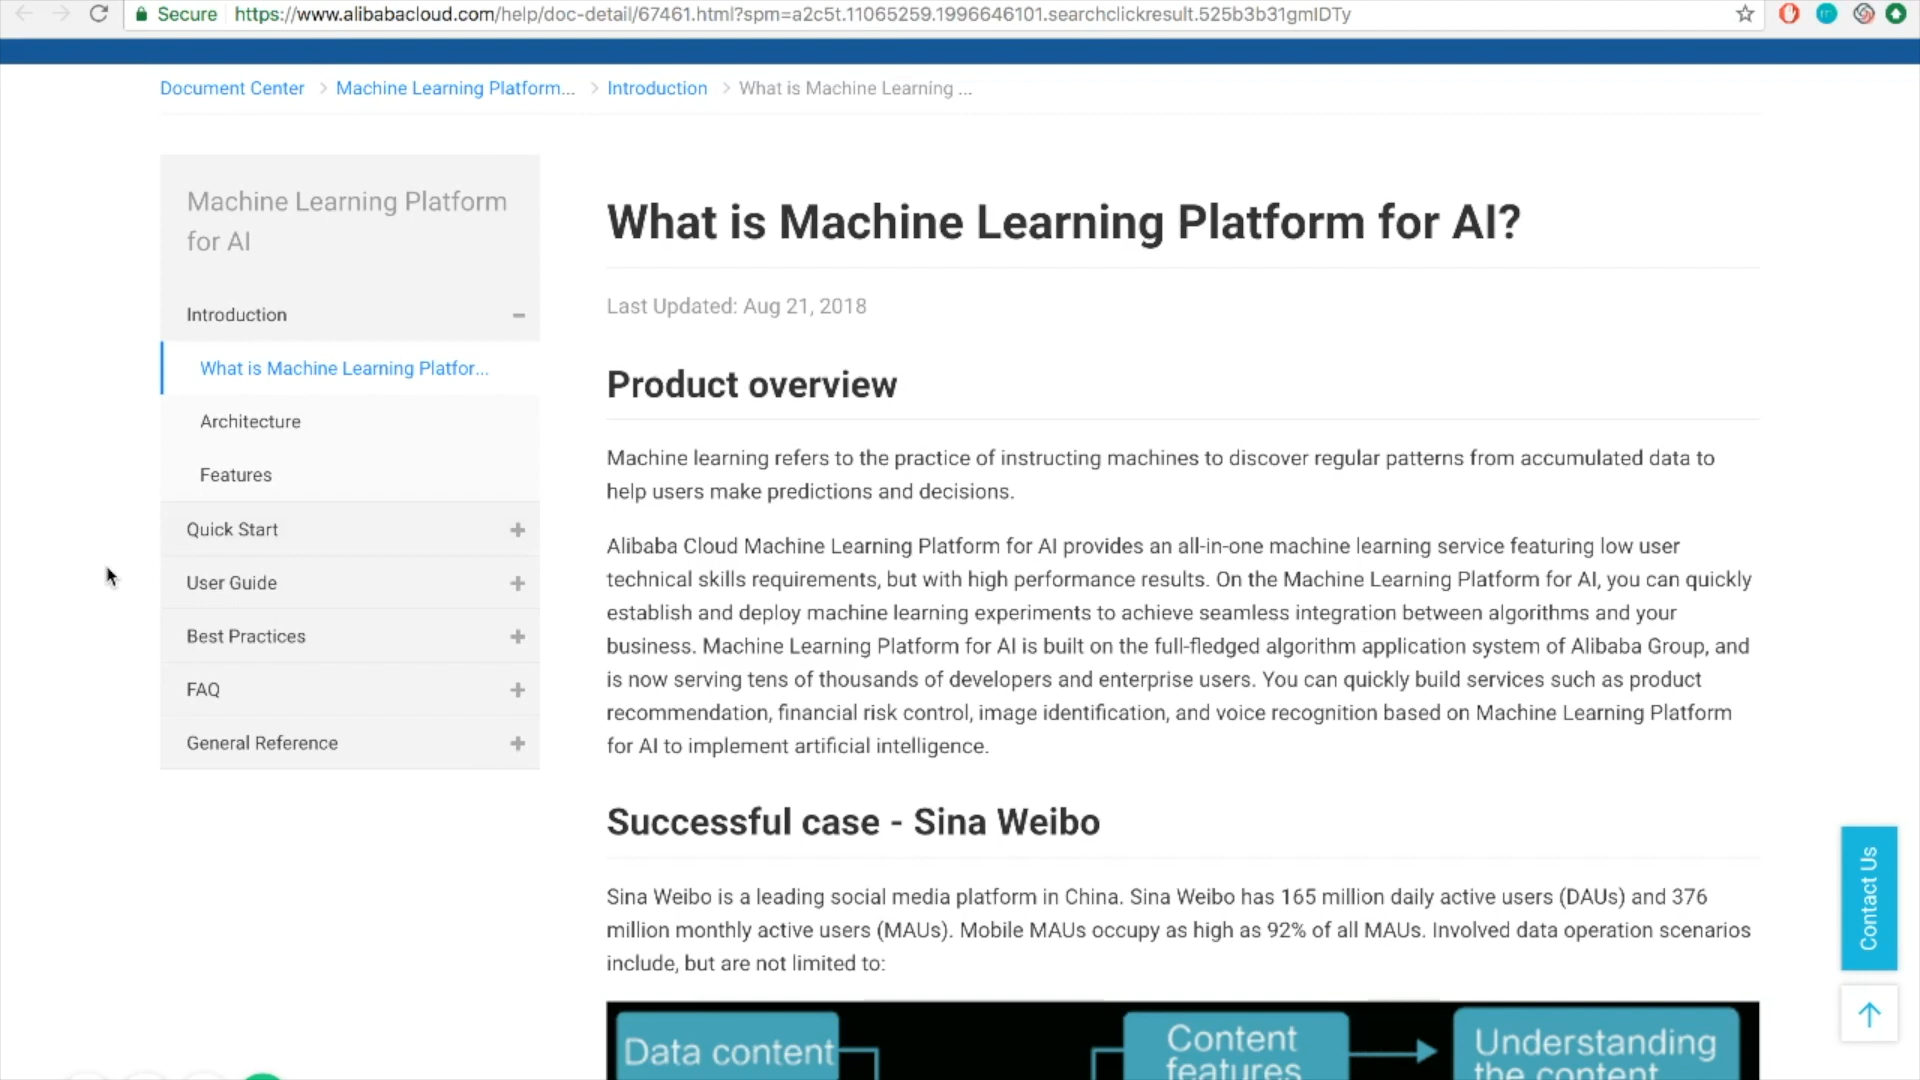 Secure https://www.alibabacloud.com/help/doc-detail/67461.html?spm=a2c5t.11065259.1996646101.searchclickresult.525b3b31gmIDTy
Document Center > Machine Learning Platform... > Introduction > What is Machine Learning ...
Machine Learning Platform
for AI
Introduction
What is Machine Learning Platfor...
Architecture
Features
Quick Start
User Guide
Best Practices
FAQ
General Reference
What is Machine Learning Platform for AI?
Last Updated: Aug 21, 2018
Product overview
Machine learning refers to the practice of instructing machines to discover regular patterns from accumulated data to
help users make predictions and decisions.
Alibaba Cloud Machine Learning Platform for AI provides an all-in-one machine learning service featuring low user
technical skills requirements, but with high performance results. On the Machine Learning Platform for AI, you can quickly
establish and deploy machine learning experiments to achieve seamless integration between algorithms and your
business. Machine Learning Platform for AI is built on the full-fledged algorithm application system of Alibaba Group, and
is now serving tens of thousands of developers and enterprise users. You can quickly build services such as product
recommendation, financial risk control, image identification, and voice recognition based on Machine Learning Platform
for AI to implement artificial intelligence.
Successful case - Sina Weibo
Sina Weibo is a leading social media platform in China. Sina Weibo has 165 million daily active users (DAUs) and 376
million monthly active users (MAUs). Mobile MAUs occupy as high as 92% of all MAUs. Involved data operation scenarios
include, but are not limited to:
Data content
Content
features
Understanding
the content
Contact Us